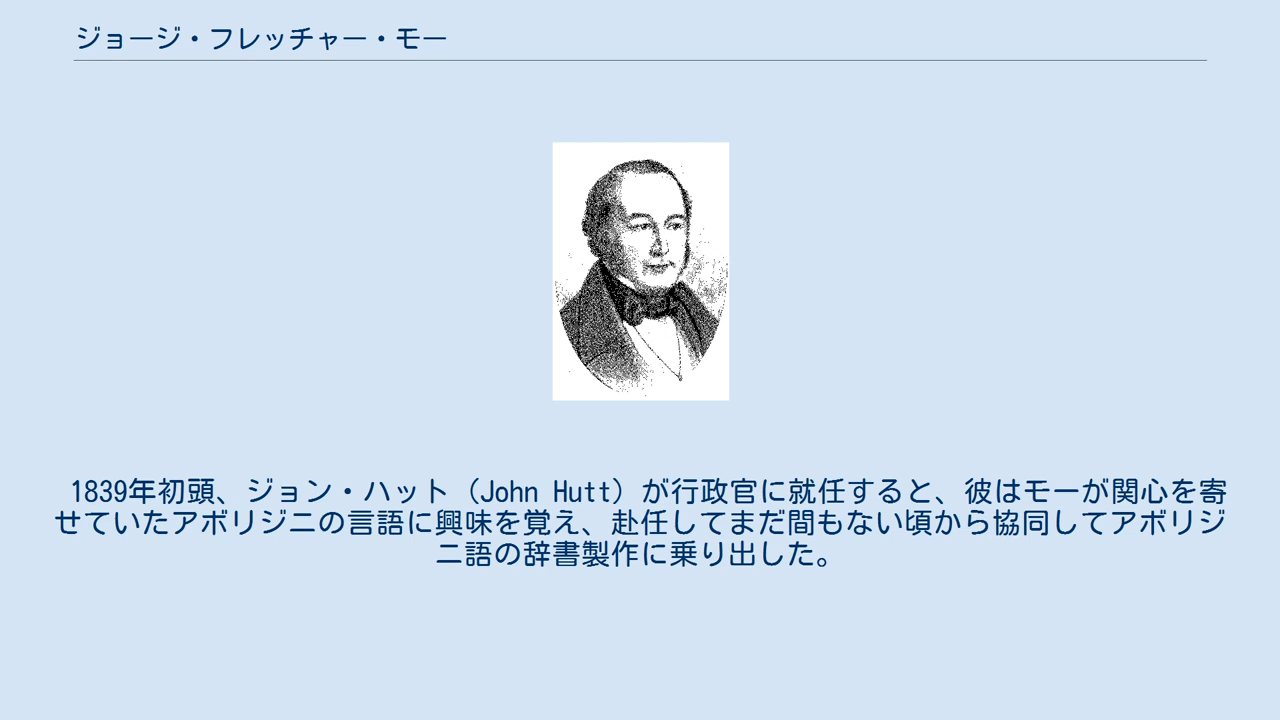 ジョージ・フレッチャー・モー
1839年初頭、ジョン・ハット（John Hutt）が行政官に就任すると、彼はモーが関心を寄
せていたアボリジニの言語に興味を覚え、赴任してまだ間もない頃から協同してアボリジ
ニ語の辞書製作に乗り出した。